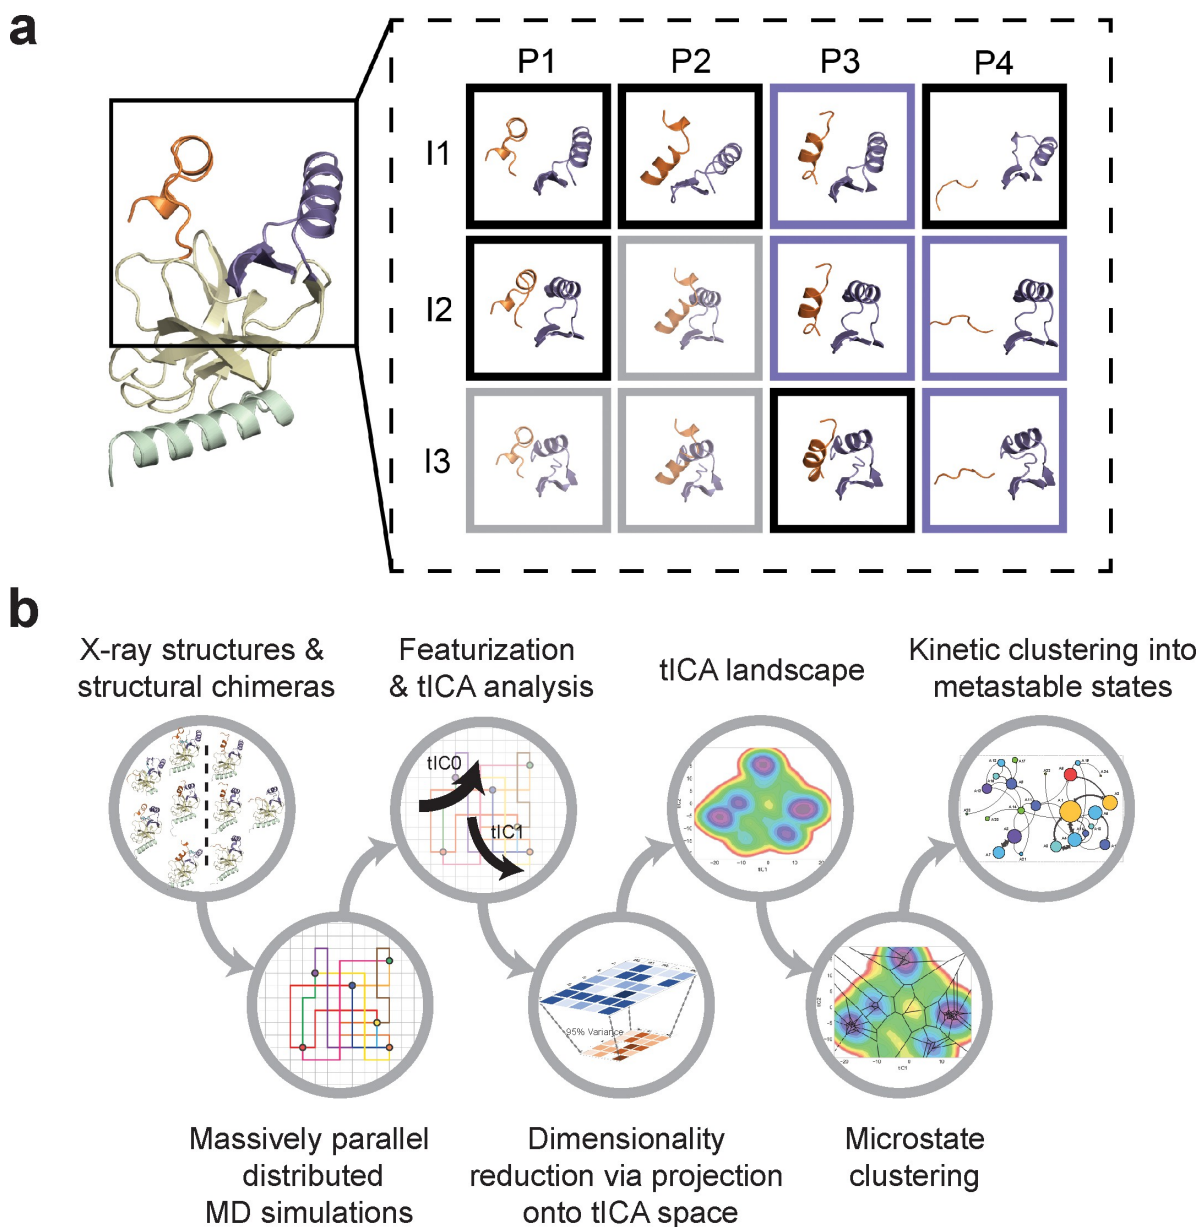 a
P1 P2 P3 P4
I1
I2
I3
b
X-ray structures &
structural chimeras
Featurization
& tICA analysis
tICA landscape
Kinetic clustering into
metastable states
tIC0
tIC1
95% Variance
Massively parallel
distributed
MD simulations
Dimensionality
reduction via projection
onto tICA space
Microstate
clustering